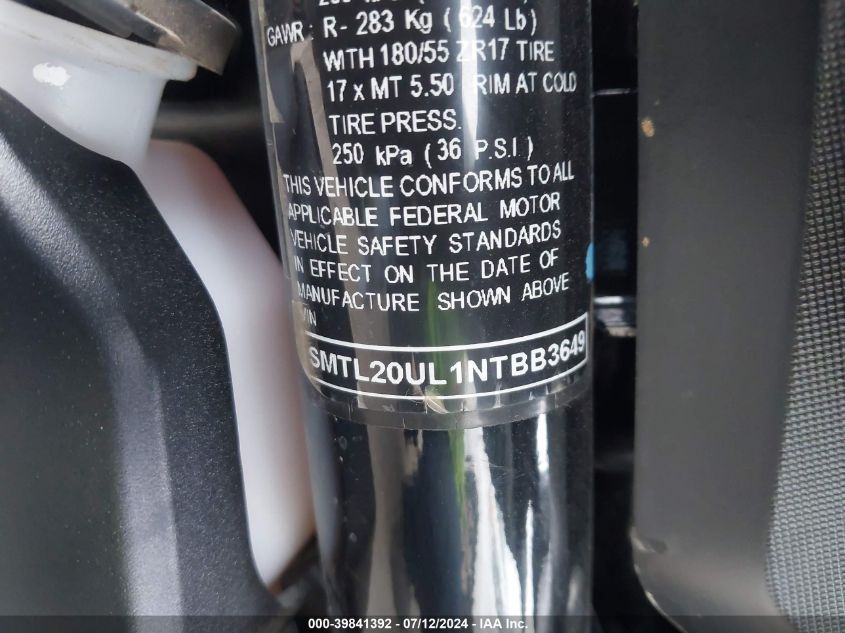 GAWR : R- 283 Kg ( 624 Lb )
WITH 180/55 ZR17 TIRE
17 x MT 5.50 RIM AT COLD
TIRE PRESS.
250 kPa ( 36 P.S.I )
THIS VEHICLE CONFORMS TO ALL
APPLICABLE FEDERAL MOTOR
VEHICLE SAFETY STANDARDS
IN EFFECT ON THE DATE OF
MANUFACTURE SHOWN ABOVE
VIN
SMTL20UL1NTBB3649
000-39841392 - 07/12/2024 - IAA Inc.